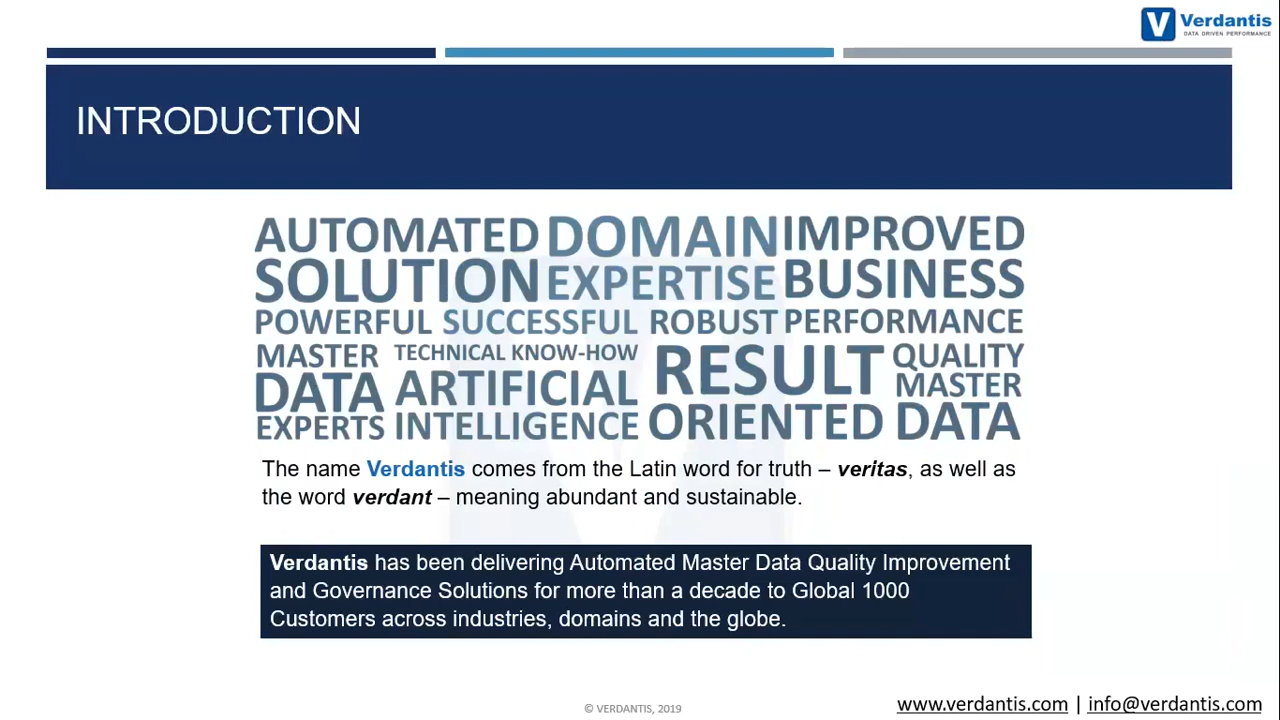 Verdantis
DATA DRIVEN PERFORMANCE
INTRODUCTION
AUTOMATED DOMAIN IMPROVED
SOLUTION EXPERTISE BUSINESS
POWERFUL SUCCESSFUL ROBUST PERFORMANCE
MASTER TECHNICAL KNOW-HOW RESULT QUALITY
DATA ARTIFICIAL MASTER
EXPERTS INTELLIGENCE ORIENTED DATA
The name Verdantis comes from the Latin word for truth – veritas, as well as
the word verdant – meaning abundant and sustainable.
Verdantis has been delivering Automated Master Data Quality Improvement
and Governance Solutions for more than a decade to Global 1000
Customers across industries, domains and the globe.
© VERDANTIS, 2019
www.verdantis.com | info@verdantis.com